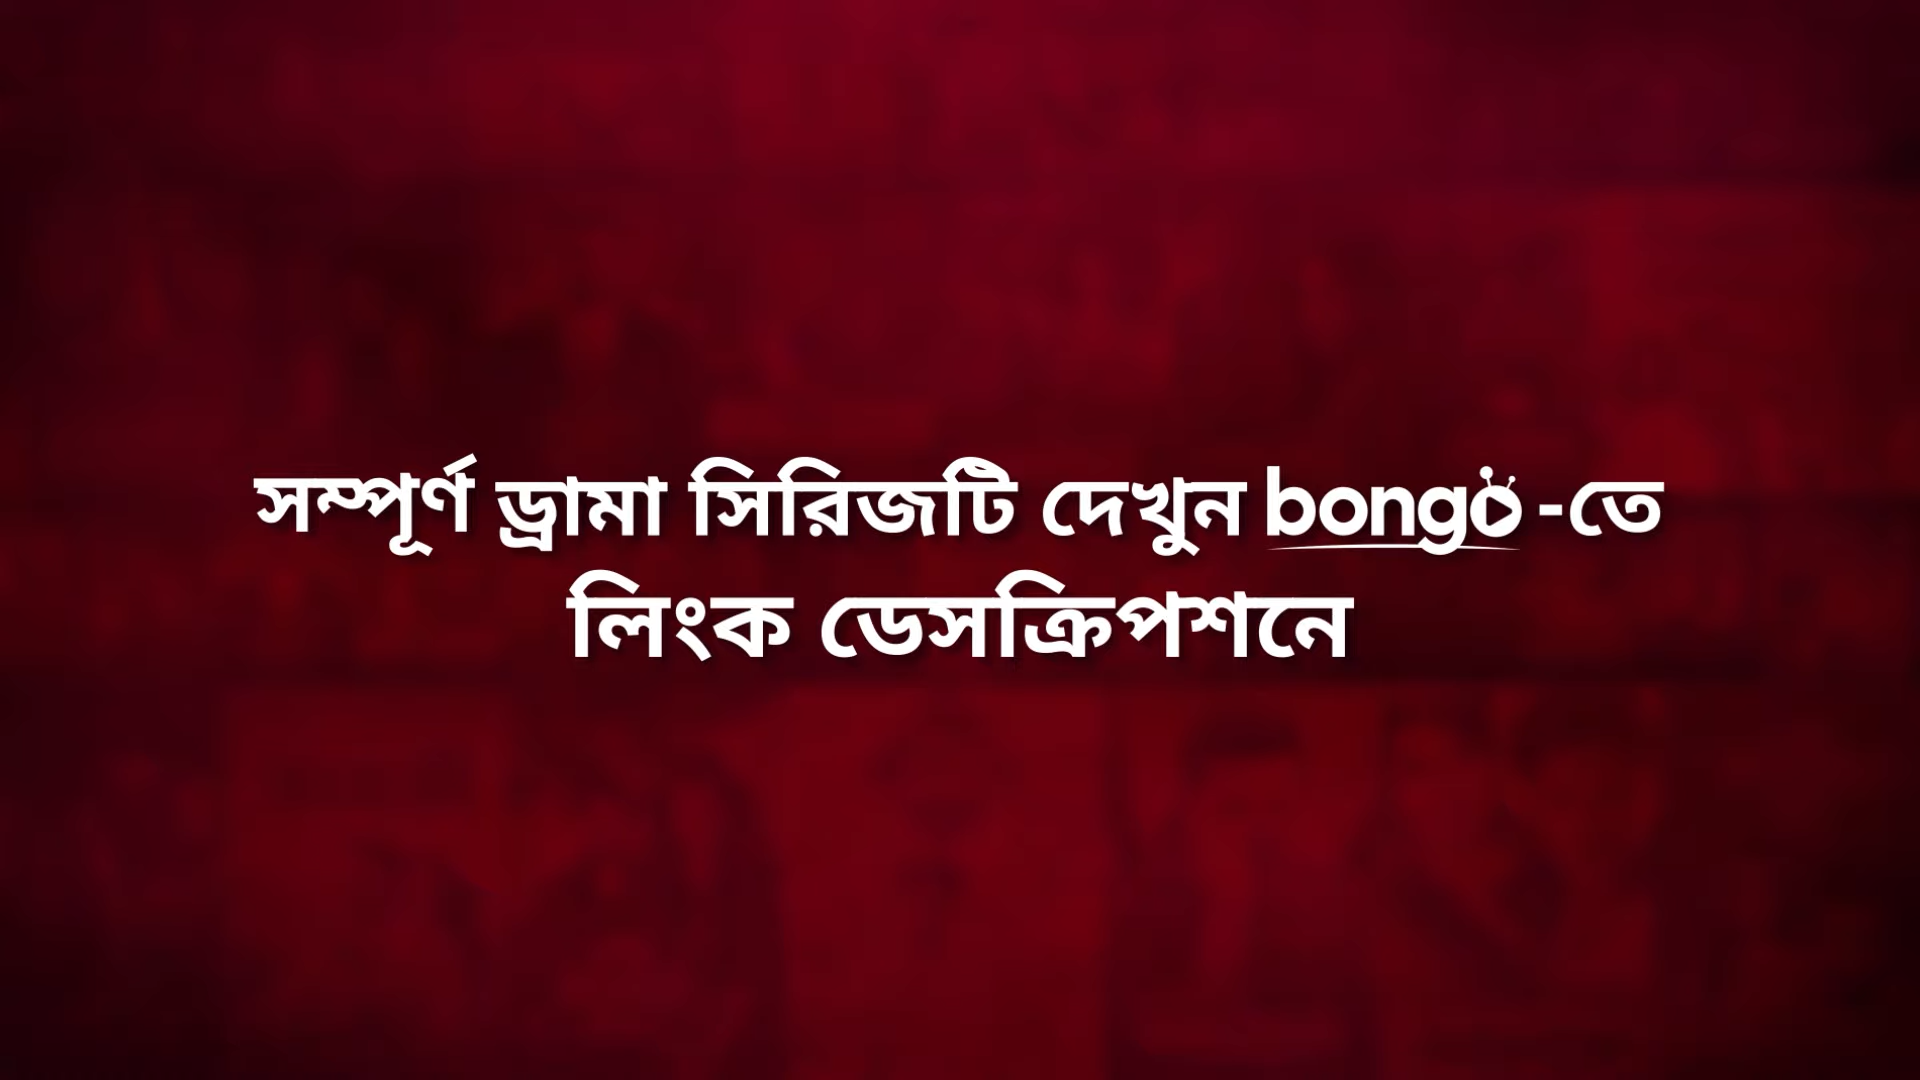 সম্পূর্ণ ড্রামা সিরিজটি দেখুন bongo -তে
লিংক ডেসক্রিপশনে